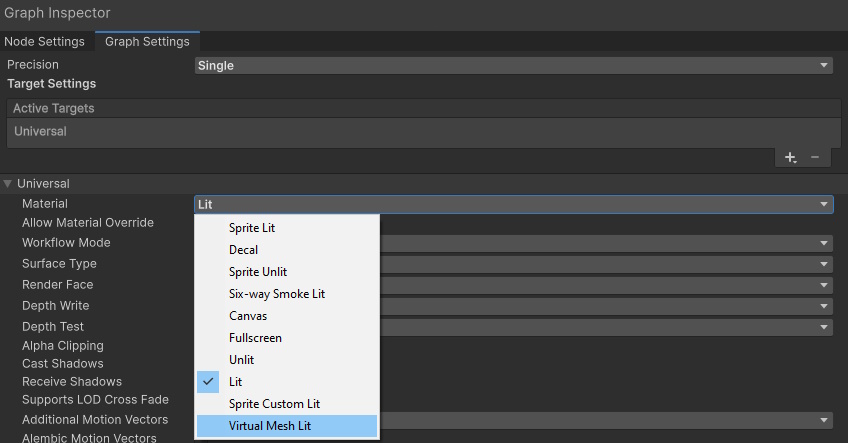 Graph Inspector
Node Settings Graph Settings
Precision Single
Target Settings
Active Targets
Universal
Universal
Material Lit
Allow Material Override
Workflow Mode
Surface Type
Render Face
Depth Write
Depth Test
Alpha Clipping
Cast Shadows
Receive Shadows
Supports LOD Cross Fade
Additional Motion Vectors
Alembic Motion Vectors
Sprite Lit
Decal
Sprite Unlit
Six-way Smoke Lit
Canvas
Fullscreen
Unlit
Lit
Sprite Custom Lit
Virtual Mesh Lit